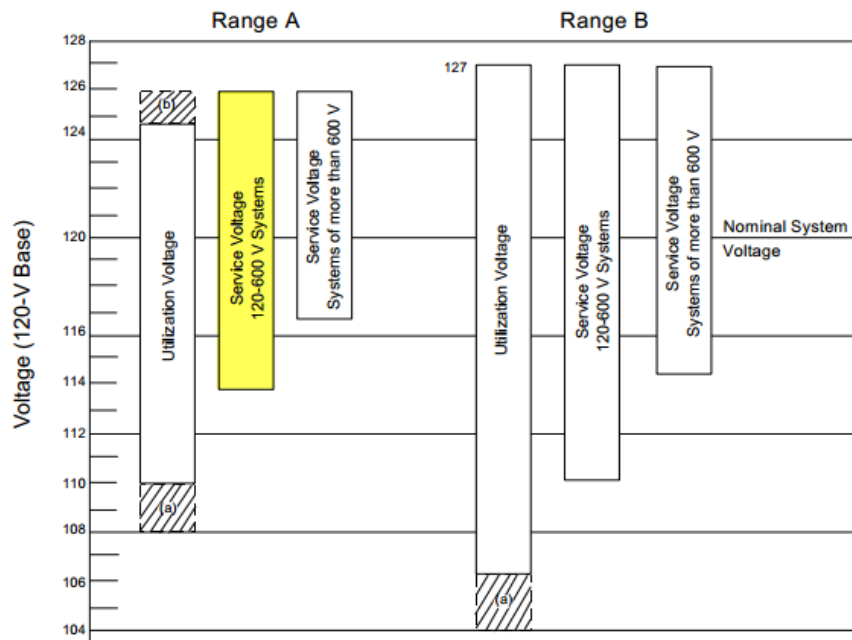 Range A
Range B
128
126
124
120
116
114
112
110
108
106
104
Voltage (120-V Base)
(b)
Utilization Voltage
(a)
Service Voltage
120-600 V Systems
Service Voltage
Systems of more than 600 V
127
Utilization Voltage
(a)
Service Voltage
120-600 V Systems
Service Voltage
Systems of more than 600 V
Nominal System
Voltage